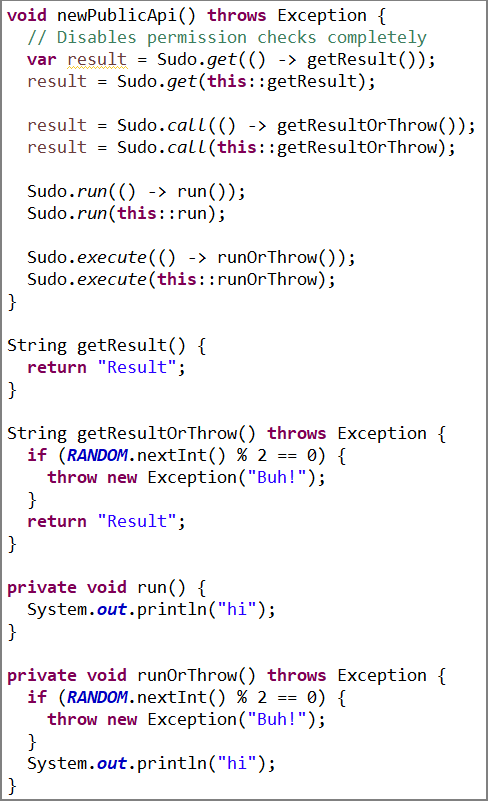 void newPublicApi() throws Exception {
  // Disables permission checks completely
  var result = Sudo.get(() -> getResult());
  result = Sudo.get(this::getResult);

  result = Sudo.call(() -> getResultOrThrow());
  result = Sudo.call(this::getResultOrThrow);

  Sudo.run(() -> run());
  Sudo.run(this::run);

  Sudo.execute(() -> runOrThrow());
  Sudo.execute(this::runOrThrow);
}

String getResult() {
  return "Result";
}

String getResultOrThrow() throws Exception {
  if (RANDOM.nextInt() % 2 == 0) {
    throw new Exception("Buh!");
  }
  return "Result";
}

private void run() {
  System.out.println("hi");
}

private void runOrThrow() throws Exception {
  if (RANDOM.nextInt() % 2 == 0) {
    throw new Exception("Buh!");
  }
  System.out.println("hi");
}